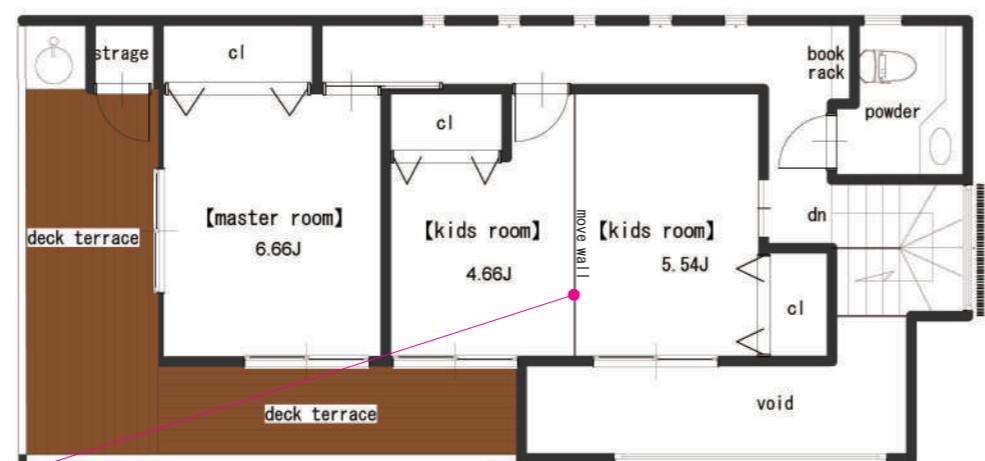 strage
cl
book
rack
powder
cl
【master room】
6.66J
【kids room】
4.66J
move wall
【kids room】
5.54J
dn
deck terrace
cl
deck terrace
void